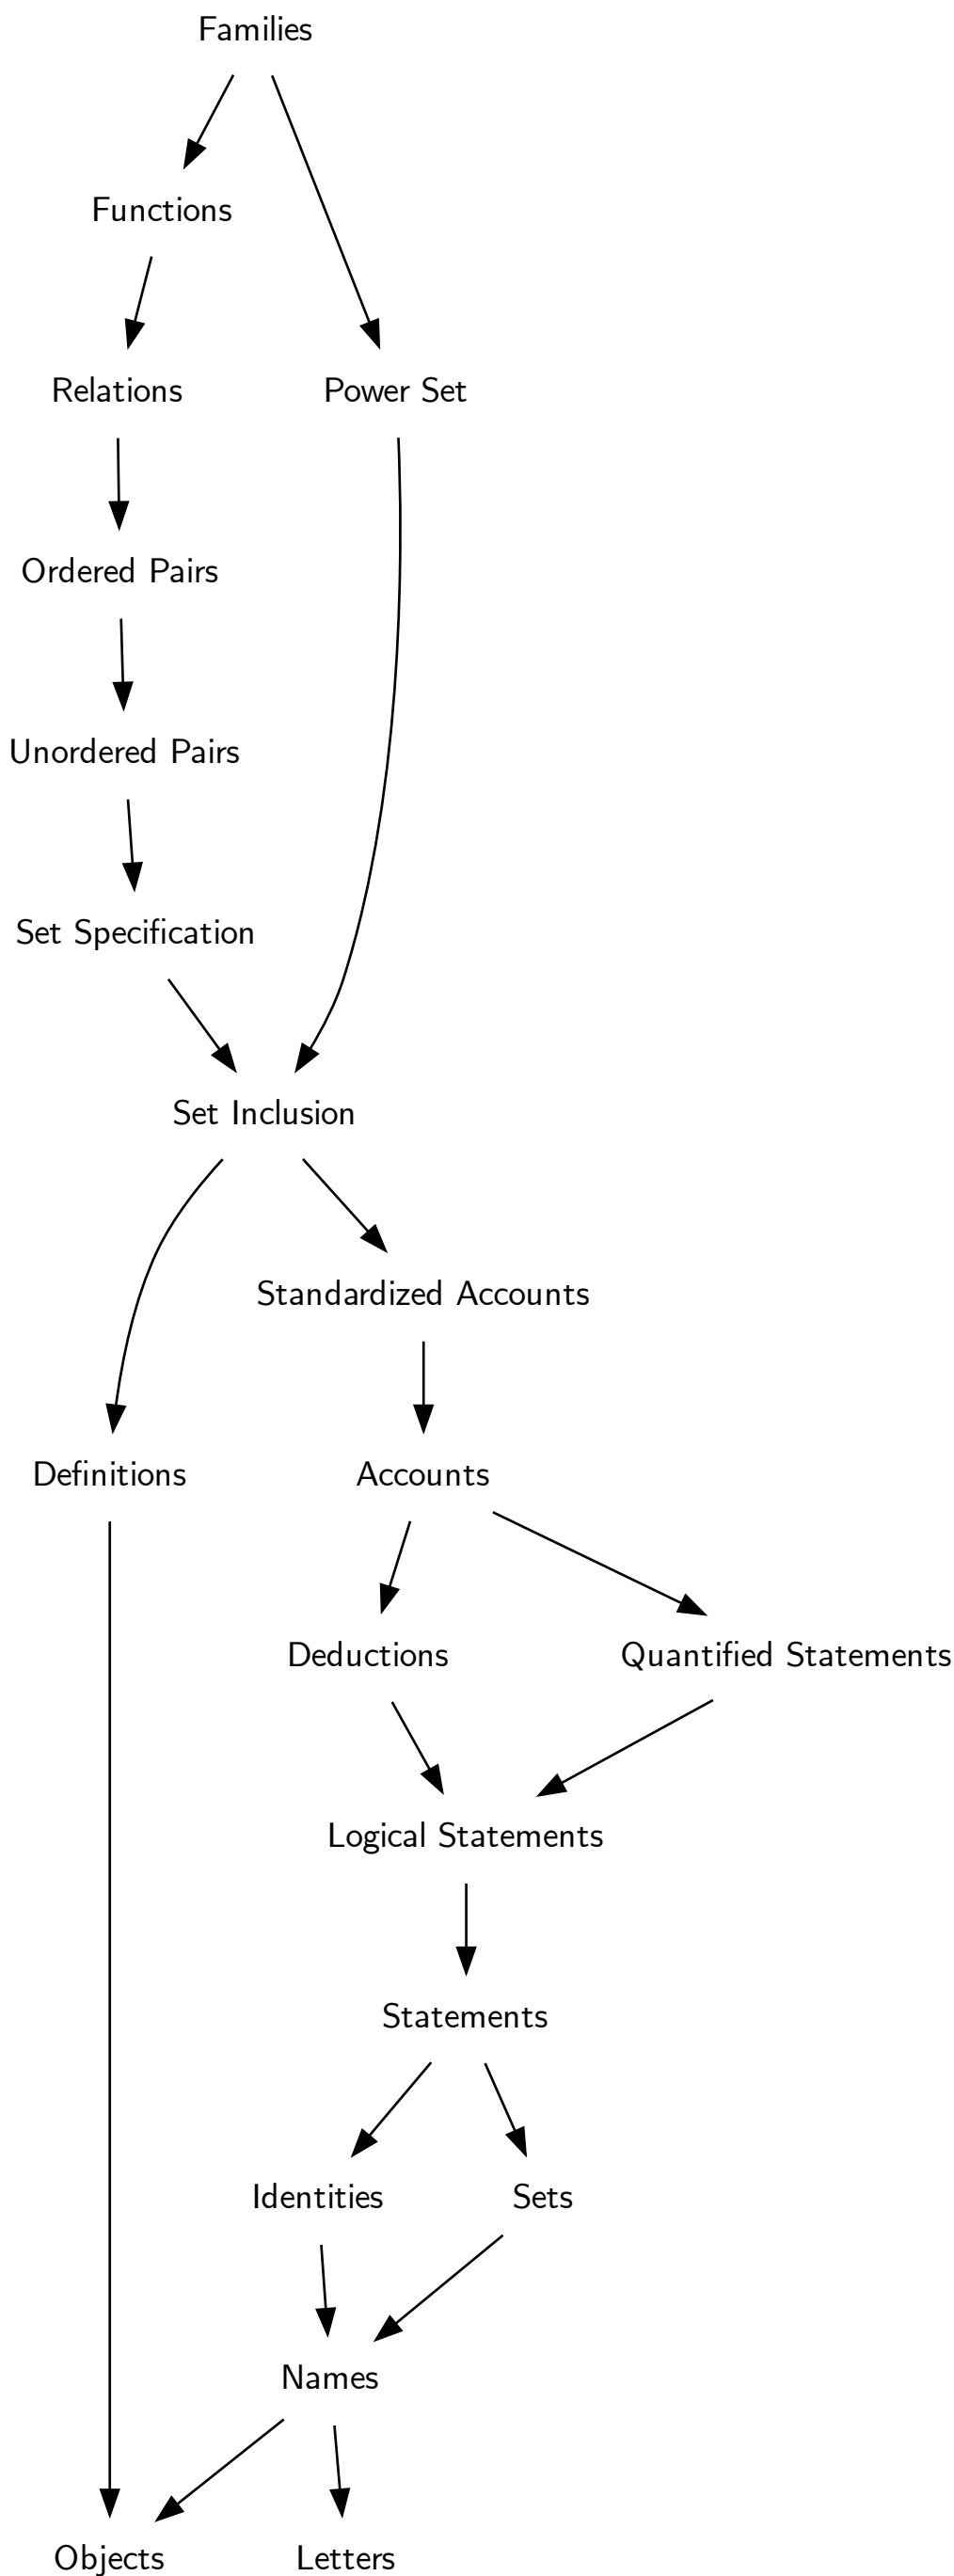 Families
Functions
Relations
Power Set
Ordered Pairs
Unordered Pairs
Set Specification
Set Inclusion
Standardized Accounts
Definitions
Accounts
Deductions
Quantified Statements
Logical Statements
Statements
Identities
Sets
Names
Objects
Letters